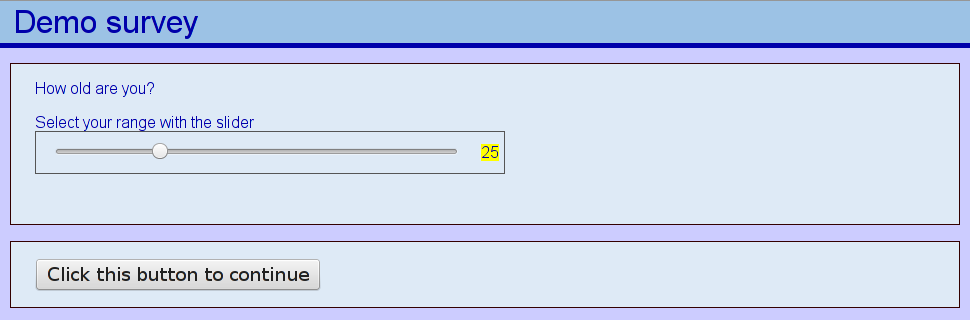 Demo survey
How old are you?
Select your range with the slider
25
Click this button to continue